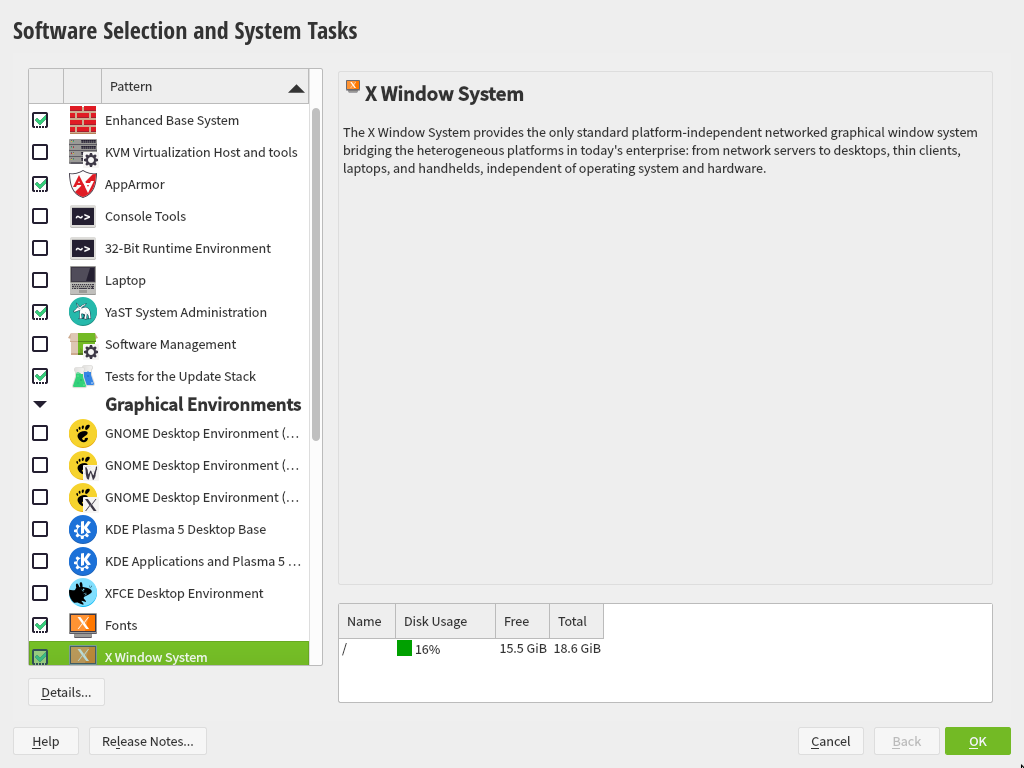 Software Selection and System Tasks
Pattern
Enhanced Base System
KVM Virtualization Host and tools
AppArmor
~> Console Tools
~> 32-Bit Runtime Environment
Laptop
YaST System Administration
Software Management
Tests for the Update Stack
Graphical Environments
GNOME Desktop Environment (...
W GNOME Desktop Environment (...
X GNOME Desktop Environment (...
KDE Plasma 5 Desktop Base
KDE Applications and Plasma 5 ...
XFCE Desktop Environment
X Fonts
X X Window System
Details...
X X Window System
The X Window System provides the only standard platform-independent networked graphical window system
bridging the heterogeneous platforms in today's enterprise: from network servers to desktops, thin clients,
laptops, and handhelds, independent of operating system and hardware.
Name Disk Usage Free Total
/ 16% 15.5 GiB 18.6 GiB
Help Release Notes... Cancel Back OK